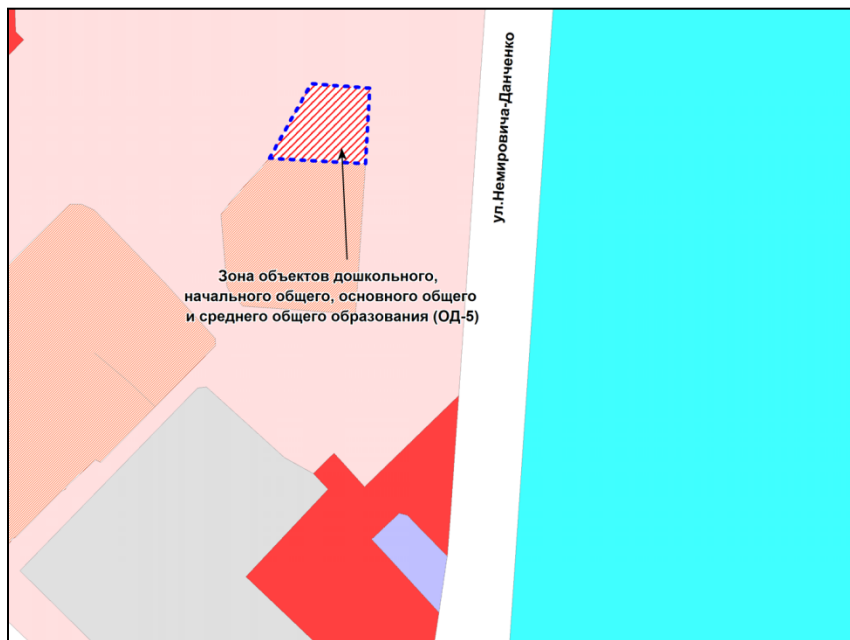 ул.Немировича-Данченко
Зона объектов дошкольного,
начального общего, основного общего
и среднего общего образования (ОД-5)